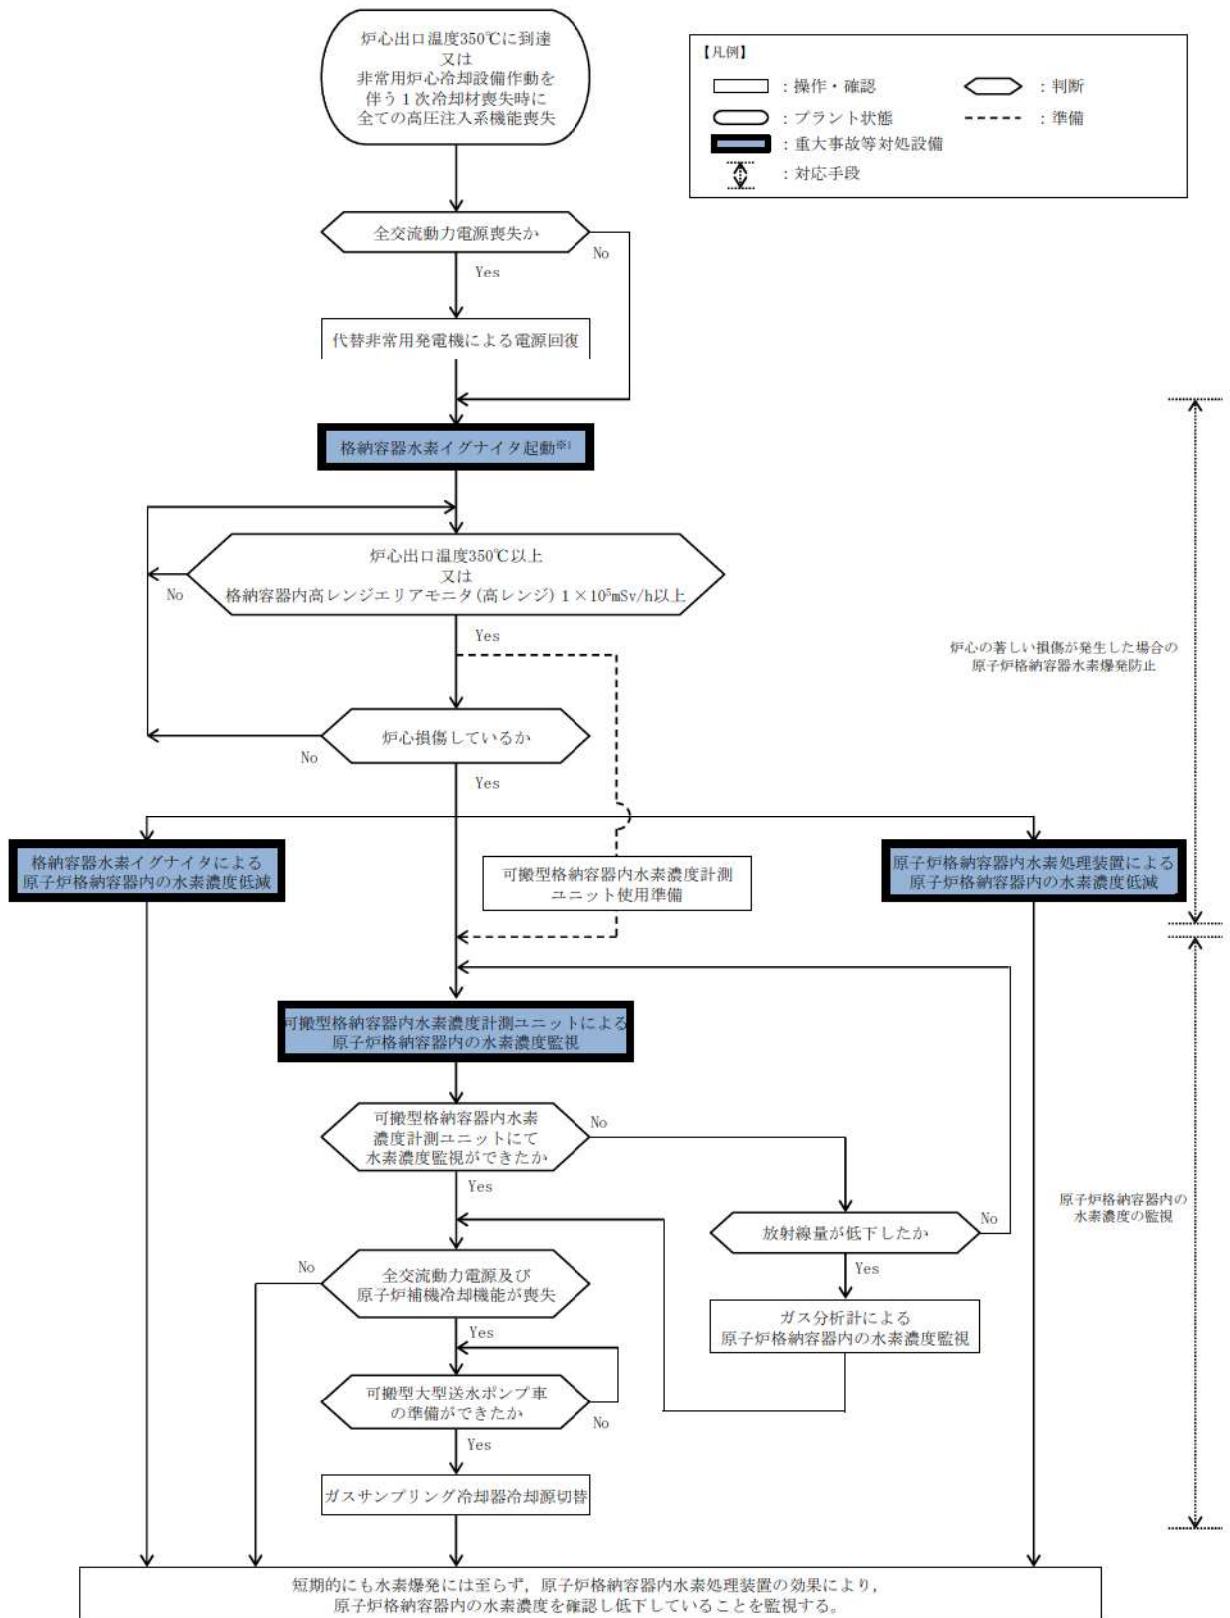 炉心出口温度350℃に到達
又は
非常用炉心冷却設備作動を
伴う1次冷却材喪失時に
全ての高圧注入系機能喪失
【凡例】
：操作・確認
：判断
：プラント状態
：準備
：重大事故等対処設備
：対応手段
全交流動力電源喪失か
No
Yes
代替非常用発電機による電源回復
格納容器水素イグナイタ起動※1
炉心出口温度350℃以上
又は
格納容器内高レンジエリアモニタ(高レンジ)1×10⁵mSv/h以上
No
Yes
炉心の著しい損傷が発生した場合の
原子炉格納容器水素爆発防止
炉心損傷しているか
No
Yes
格納容器水素イグナイタによる
原子炉格納容器内の水素濃度低減
可搬型格納容器内水素濃度計測
ユニット使用準備
原子炉格納容器内水素処理装置による
原子炉格納容器内の水素濃度低減
可搬型格納容器内水素濃度計測ユニットによる
原子炉格納容器内の水素濃度監視
可搬型格納容器内水素
濃度計測ユニットにて
水素濃度監視ができたか
No
Yes
原子炉格納容器内の
水素濃度の監視
放射線量が低下したか
No
Yes
全交流動力電源及び
原子炉補機冷却機能が喪失
No
Yes
ガス分析計による
原子炉格納容器内の水素濃度監視
可搬型大型送水ポンプ車
の準備ができたか
No
Yes
ガスサンプリング冷却器冷却源切替
短期的にも水素爆発には至らず，原子炉格納容器内水素処理装置の効果により，
原子炉格納容器内の水素濃度を確認し低下していることを監視する。